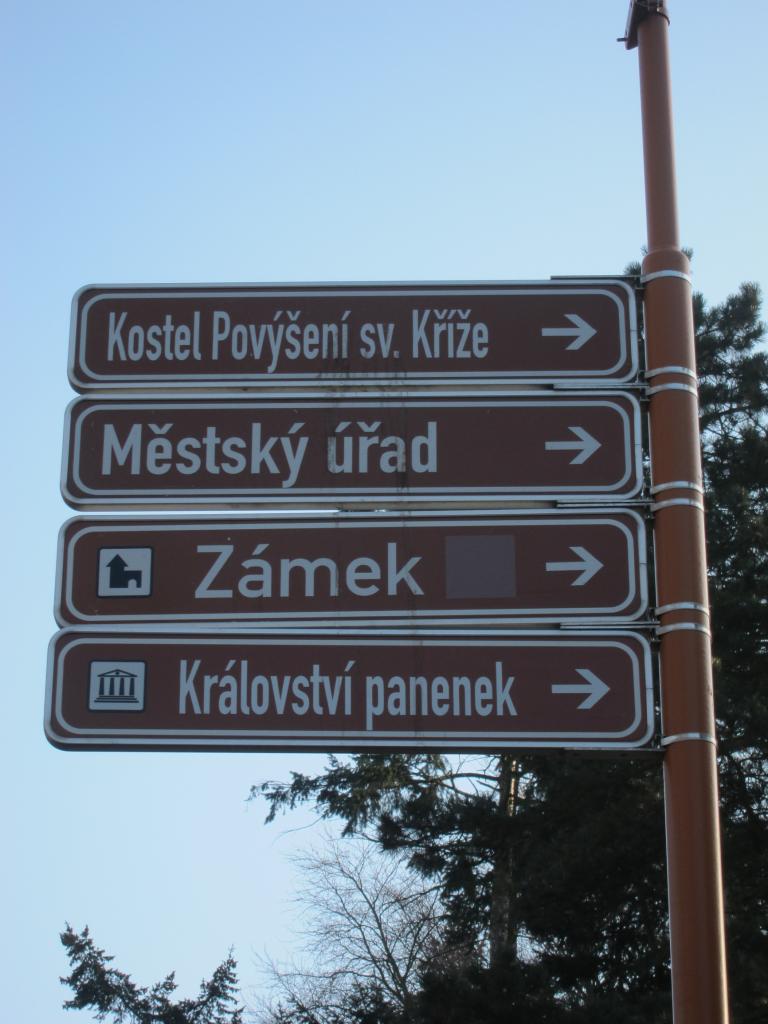 Kostel Povýšení sv. Kříže
Městský úřad
Zámek
Království panenek